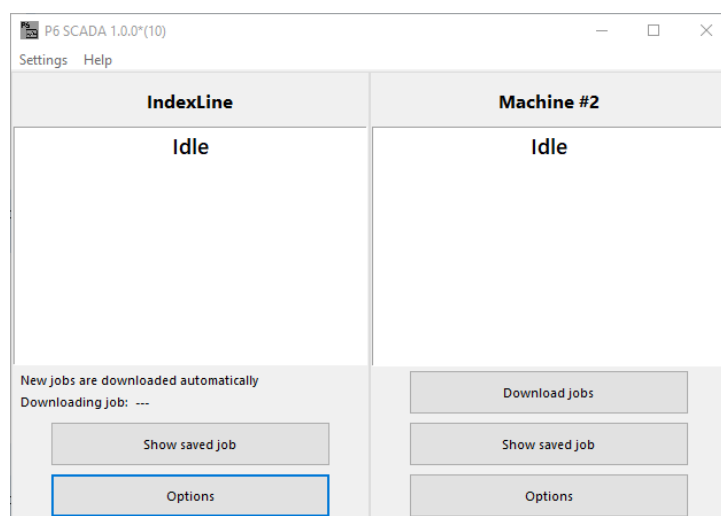 P6 SCADA 1.0.0*(10)
Settings Help
IndexLine
Idle
New jobs are downloaded automatically
Downloading job: ---
Show saved job
Options
Machine #2
Idle
Download jobs
Show saved job
Options